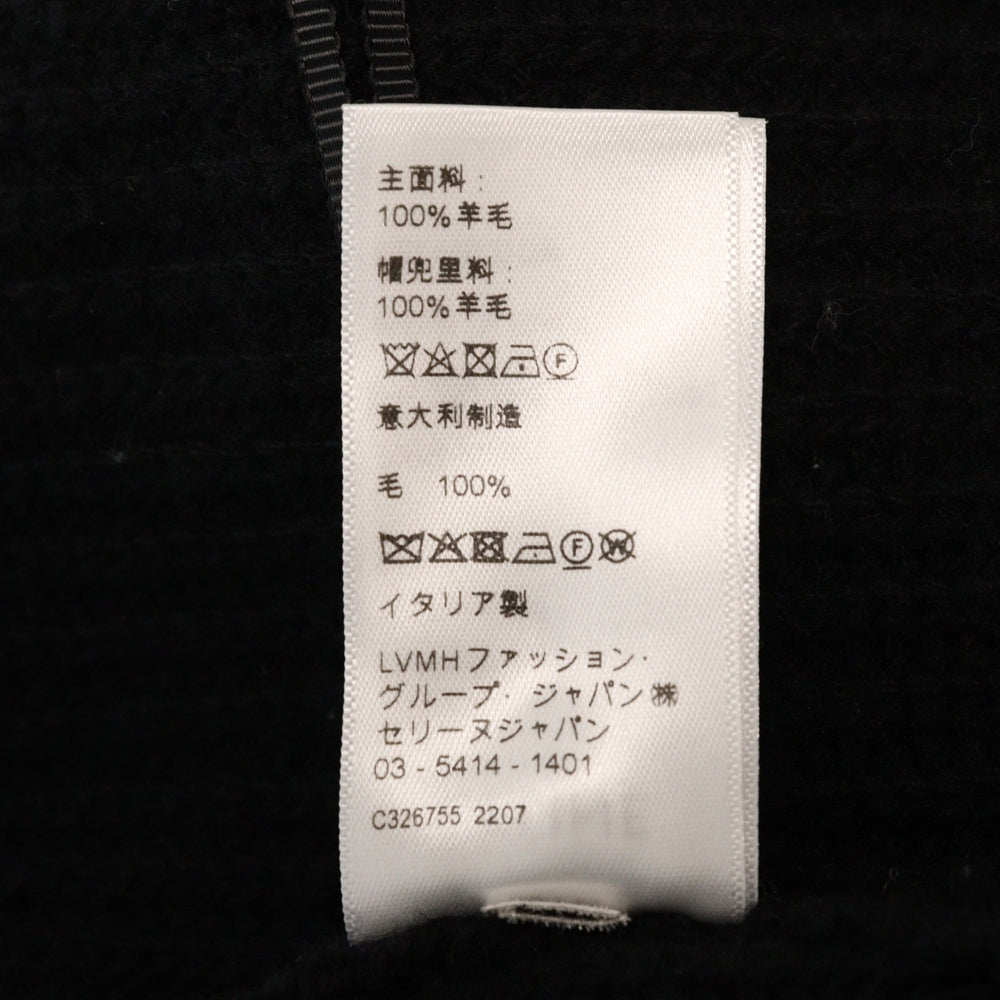 主面料:
100%羊毛
帽兜里料:
100%羊毛
F
意大利制造
毛 100%
F W
イタリア製
LVMHファッション・
グループ・ジャパン㈱
セリーヌジャパン
03 - 5414 - 1401
C326755 2207